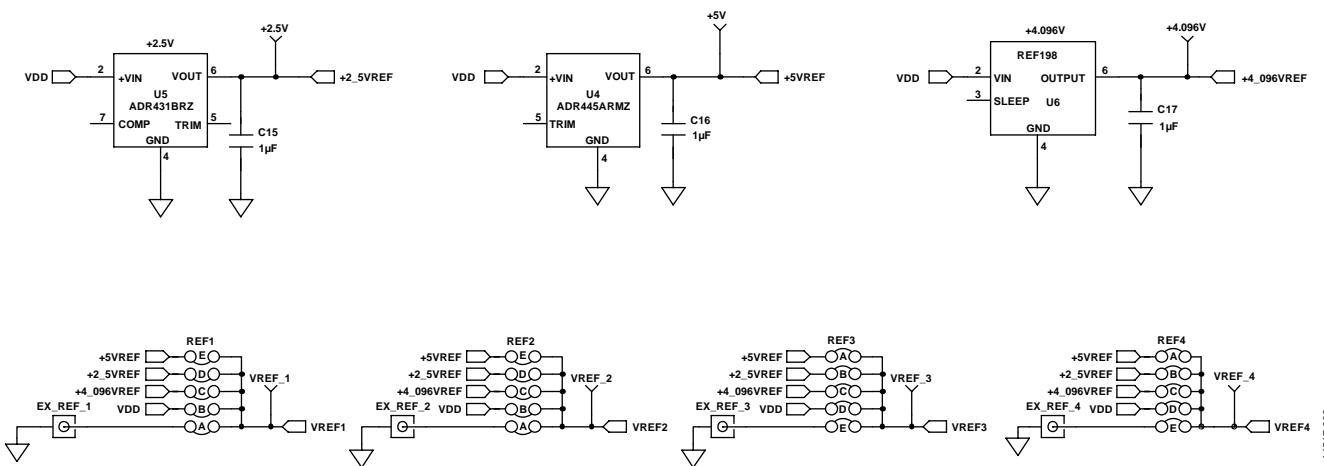 +2.5V
+2.5V
VDD
2
+VIN
VOUT
6
+2_5VREF
U5
ADR431BRZ
7
COMP
TRIM
5
GND
4
C15
1µF
+5V
VDD
2
+VIN
VOUT
6
+5VREF
U4
ADR445ARMZ
5
TRIM
GND
4
C16
1µF
+4.096V
+4.096V
REF198
VDD
2
VIN
OUTPUT
6
+4_096VREF
3
SLEEP
U6
GND
4
C17
1µF
REF1
+5VREF
E
+2_5VREF
D
VREF_1
+4_096VREF
C
EX_REF_1
VDD
B
A
VREF1
REF2
+5VREF
E
+2_5VREF
D
VREF_2
+4_096VREF
C
EX_REF_2
VDD
B
A
VREF2
REF3
+5VREF
A
+2_5VREF
B
VREF_3
+4_096VREF
C
EX_REF_3
VDD
D
E
VREF3
REF4
+5VREF
A
+2_5VREF
B
VREF_4
+4_096VREF
C
EX_REF_4
VDD
D
E
VREF4